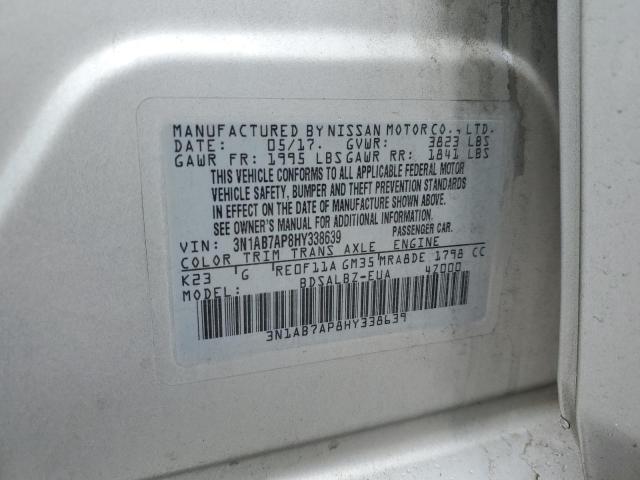 MANUFACTURED BY NISSAN MOTOR CO., LTD.
DATE: 05/17. GVWR: 3823 LBS
GAWR FR: 1995 LBS GAWR RR: 1841 LBS
THIS VEHICLE CONFORMS TO ALL APPLICABLE FEDERAL MOTOR
VEHICLE SAFETY, BUMPER AND THEFT PREVENTION STANDARDS
IN EFFECT ON THE DATE OF MANUFACTURE SHOWN ABOVE.
SEE OWNER'S MANUAL FOR ADDITIONAL INFORMATION.
VIN: 3N1AB7AP8HY338639 PASSENGER CAR.
COLOR TRIM TRANS AXLE ENGINE
K23 G RE0F11A GM35 MRA8DE 1798 CC
BDSALBZ-EUA 47000
3N1AB7AP8HY338639